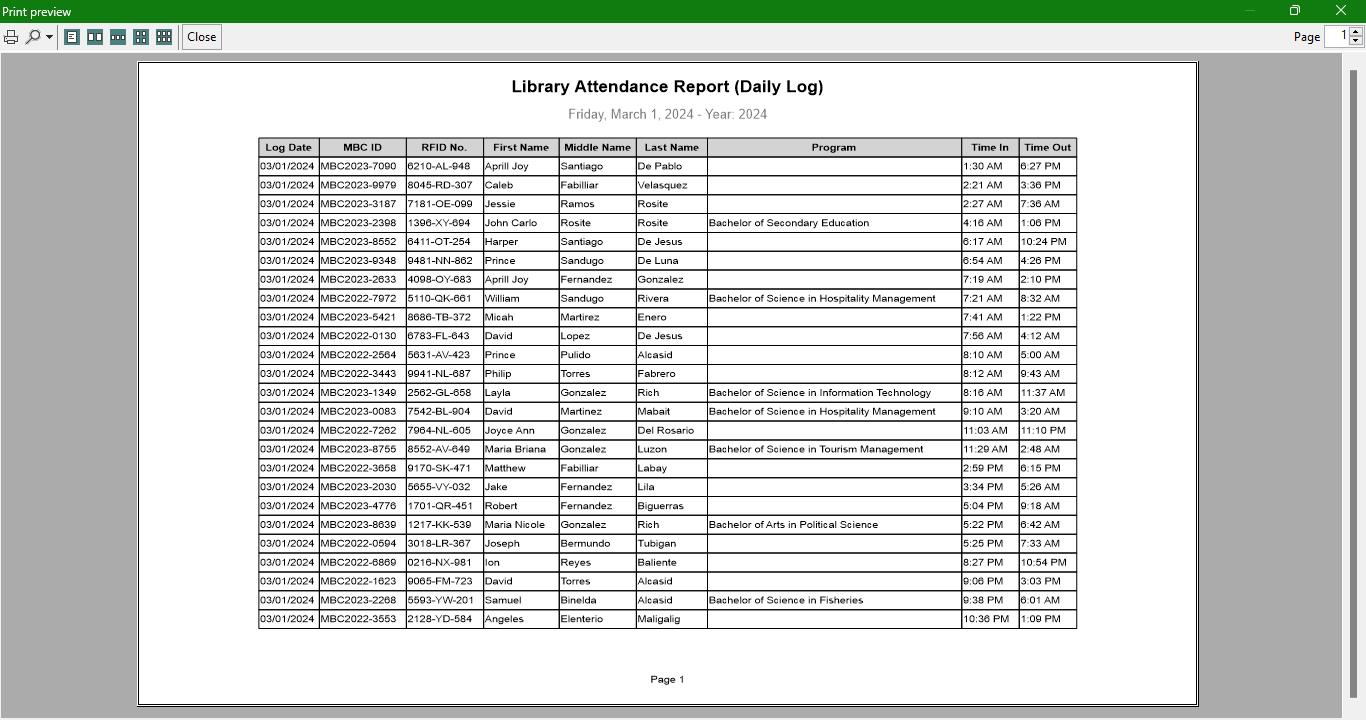 Print preview
Close
Page 1
Library Attendance Report (Daily Log)
Friday, March 1, 2024 - Year: 2024
Log Date MBC ID RFID No. First Name Middle Name Last Name Program Time In Time Out
03/01/2024 MBC2023-7090 6210-AL-948 Aprill Joy Santiago De Pablo 1:30 AM 6:27 PM
03/01/2024 MBC2023-9979 8045-RD-307 Caleb Fabilliar Velasquez 2:21 AM 3:36 PM
03/01/2024 MBC2023-3187 7181-OE-099 Jessie Ramos Rosite 2:27 AM 7:36 AM
03/01/2024 MBC2023-2398 1396-XY-694 John Carlo Rosite Rosite Bachelor of Secondary Education 4:16 AM 1:06 PM
03/01/2024 MBC2023-8552 6411-OT-254 Harper Santiago De Jesus 6:17 AM 10:24 PM
03/01/2024 MBC2023-9348 9481-NN-862 Prince Sandugo De Luna 6:54 AM 4:26 PM
03/01/2024 MBC2023-2633 4098-OY-683 Aprill Joy Fernandez Gonzalez 7:19 AM 2:10 PM
03/01/2024 MBC2022-7972 5110-QK-661 William Sandugo Rivera Bachelor of Science in Hospitality Management 7:21 AM 8:32 AM
03/01/2024 MBC2023-5421 8686-TB-372 Micah Martirez Enero 7:41 AM 1:22 PM
03/01/2024 MBC2022-0130 6783-FL-643 David Lopez De Jesus 7:56 AM 4:12 AM
03/01/2024 MBC2022-2564 5631-AV-423 Prince Pulido Alcasid 8:10 AM 5:00 AM
03/01/2024 MBC2022-3443 9941-NL-687 Philip Torres Fabrero 8:12 AM 9:43 AM
03/01/2024 MBC2023-1349 2562-GL-658 Layla Gonzalez Rich Bachelor of Science in Information Technology 8:16 AM 11:37 AM
03/01/2024 MBC2023-0083 7542-BL-904 David Martinez Mabait Bachelor of Science in Hospitality Management 9:10 AM 3:20 AM
03/01/2024 MBC2022-7262 7964-NL-605 Joyce Ann Gonzalez Del Rosario 11:03 AM 11:10 PM
03/01/2024 MBC2023-8755 8552-AV-649 Maria Briana Gonzalez Luzon Bachelor of Science in Tourism Management 11:29 AM 2:48 AM
03/01/2024 MBC2022-3658 9170-SK-471 Matthew Fabilliar Labay 2:59 PM 6:15 PM
03/01/2024 MBC2023-2030 5655-VY-032 Jake Fernandez Lila 3:34 PM 5:26 AM
03/01/2024 MBC2023-4776 1701-QR-451 Robert Fernandez Biguerras 5:04 PM 9:18 AM
03/01/2024 MBC2023-8639 1217-KK-539 Maria Nicole Gonzalez Rich Bachelor of Arts in Political Science 5:22 PM 6:42 AM
03/01/2024 MBC2022-0594 3018-LR-367 Joseph Bermundo Tubigan 5:25 PM 7:33 AM
03/01/2024 MBC2022-6869 0216-NX-981 Ion Reyes Baliente 8:27 PM 10:54 PM
03/01/2024 MBC2022-1623 9065-FM-723 David Torres Alcasid 9:06 PM 3:03 PM
03/01/2024 MBC2023-2268 5593-YW-201 Samuel Binelda Alcasid Bachelor of Science in Fisheries 9:38 PM 6:01 AM
03/01/2024 MBC2022-3553 2128-YD-584 Angeles Elenterio Maligalig 10:36 PM 1:09 PM
Page 1